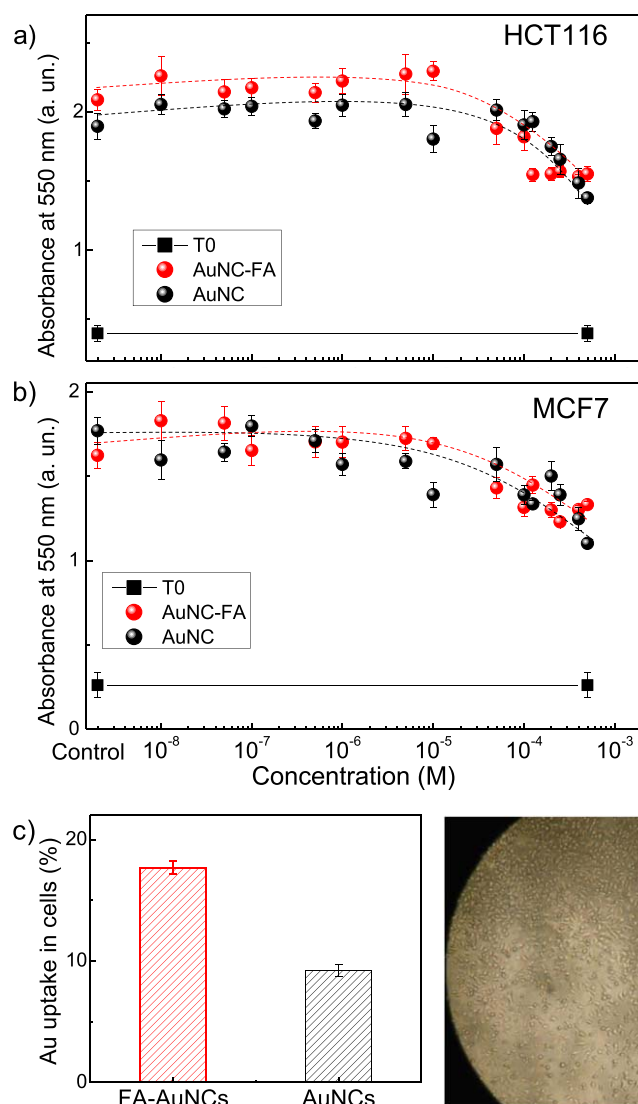 a)
HCT116
Absorbance at 550 nm (a. un.)
2
1
T0
AuNC-FA
AuNC
b)
MCF7
Absorbance at 550 nm (a. un.)
2
1
0
T0
AuNC-FA
AuNC
Control 10⁻⁸ 10⁻⁷ 10⁻⁶ 10⁻⁵ 10⁻⁴ 10⁻³
Concentration (M)
c)
Au uptake in cells (%)
20
10
0
FA-AuNCs AuNCs